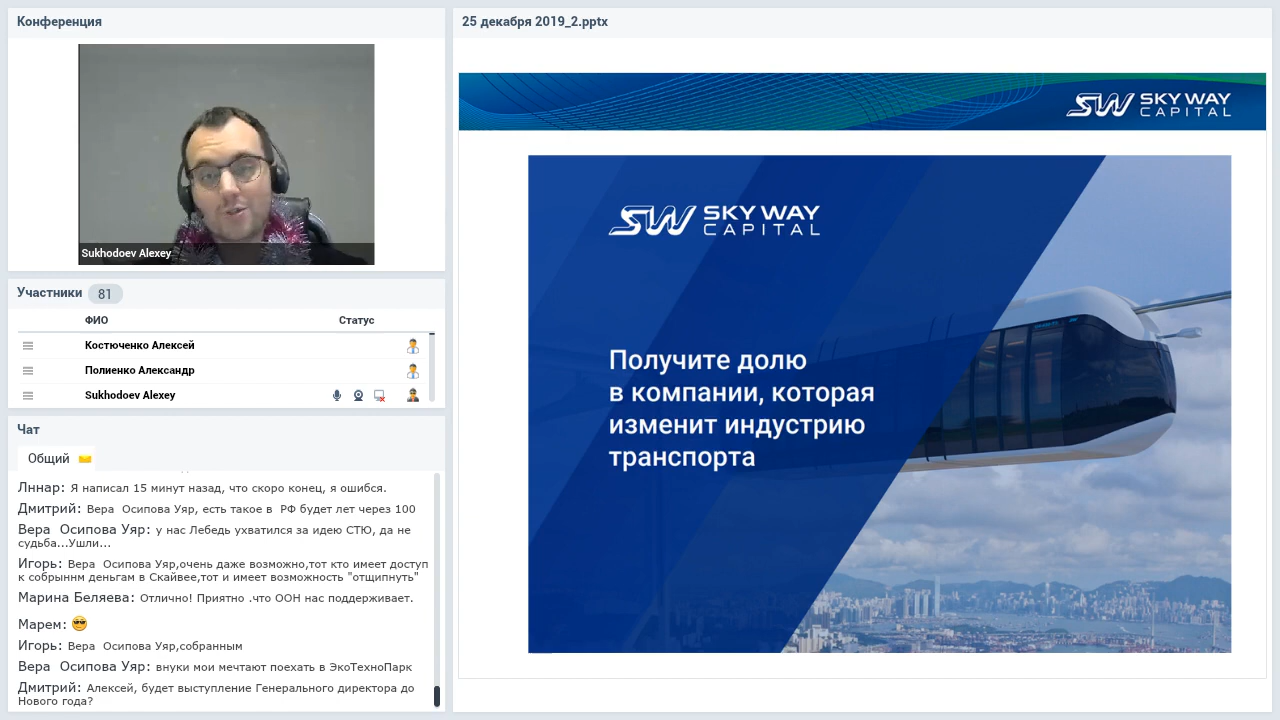 Конференция
Sukhodoev Alexey
Участники 81
ФИО Статус
Костюченко Алексей
Полиенко Александр
Sukhodoev Alexey
Чат
Общий
Лннар: Я написал 15 минут назад, что скоро конец, я ошибся.
Дмитрий: Вера Осипова Уяр, есть такое в РФ будет лет через 100
Вера Осипова Уяр: у нас Лебедь ухватился за идею СТЮ, да не
судьба...Ушли...
Игорь: Вера Осипова Уяр,очень даже возможно,тот кто имеет доступ
к собрыннм деньгам в Скайвее,тот и имеет возможность "отщипнуть"
Марина Беляева: Отлично! Приятно .что ООН нас поддерживает.
Марем: 😎
Игорь: Вера Осипова Уяр,собранным
Вера Осипова Уяр: внуки мои мечтают поехать в ЭкоТехноПарк
Дмитрий: Алексей, будет выступление Генерального директора до
Нового года?
25 декабря 2019_2.pptx
SW SKY WAY
CAPITAL
SW SKY WAY
CAPITAL
Получите долю
в компании, которая
изменит индустрию
транспорта